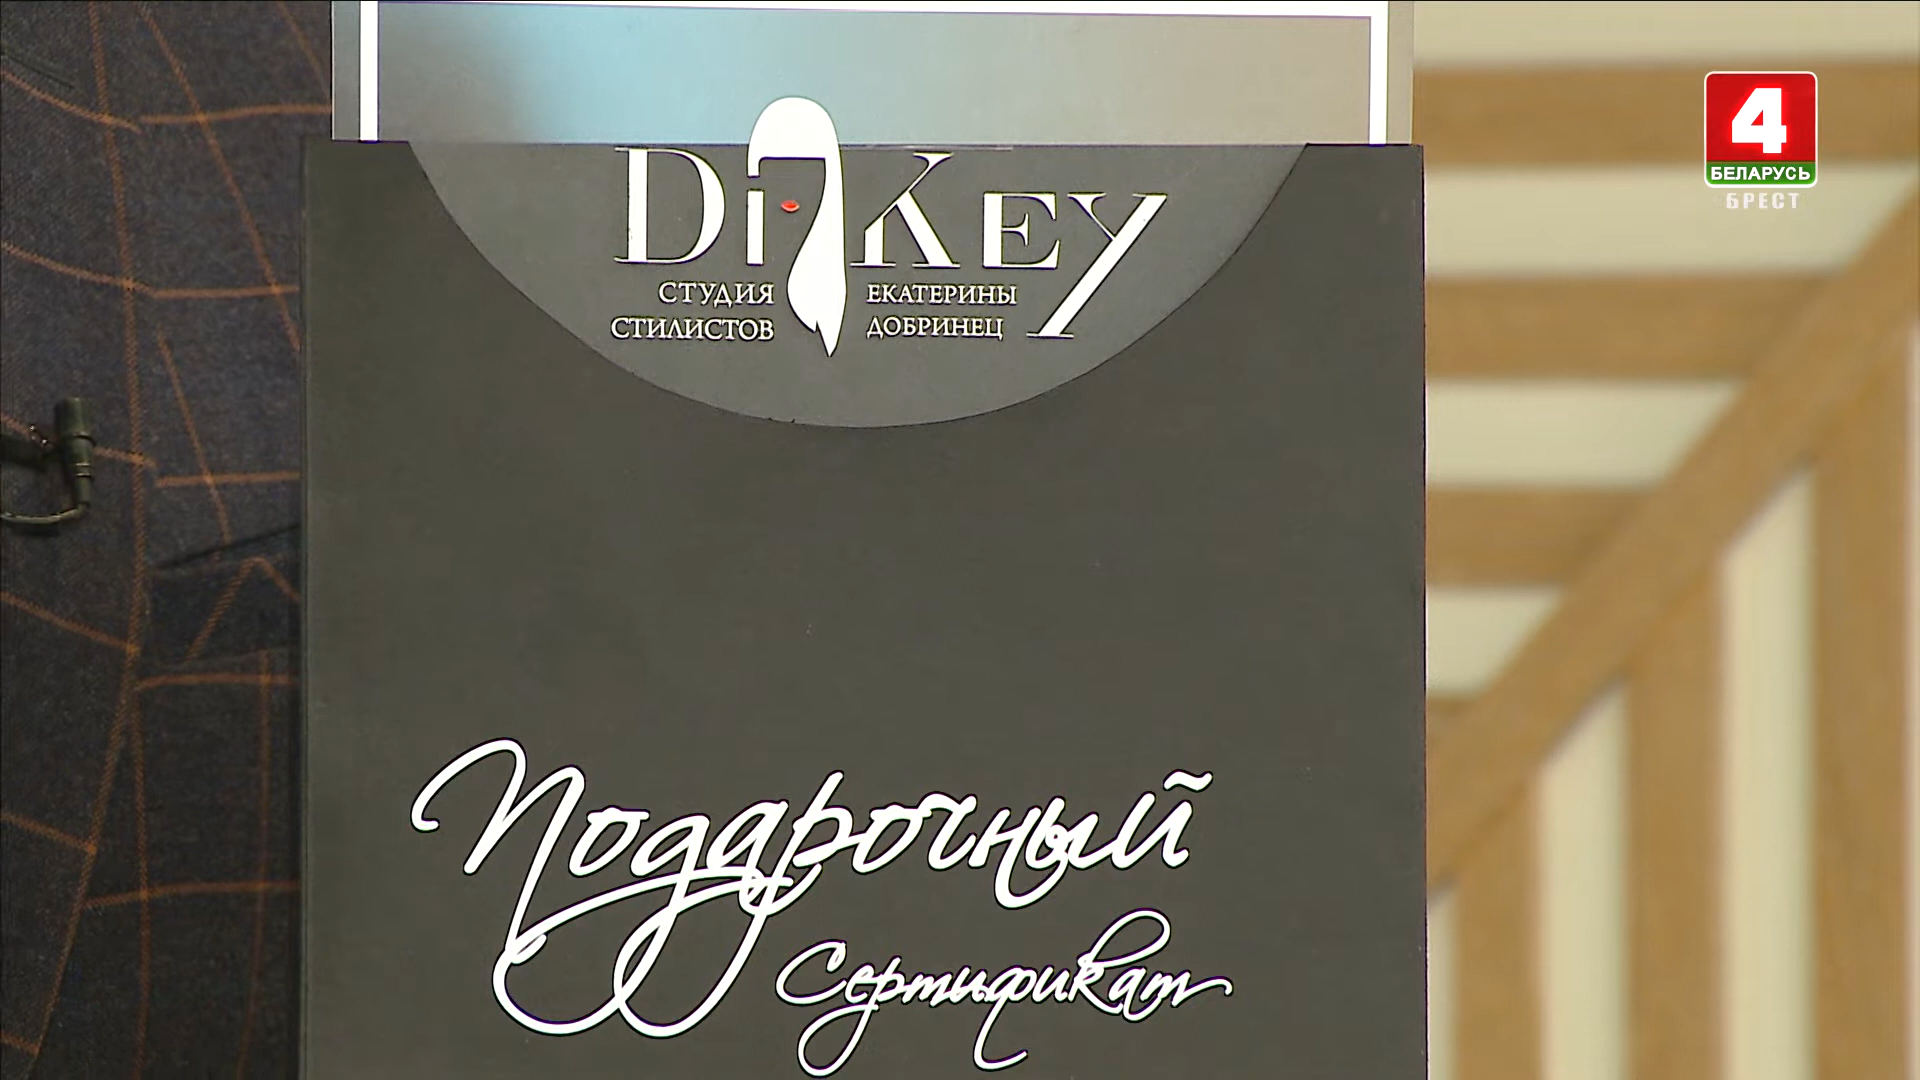 DiKey
СТУДИЯ ЕКАТЕРИНЫ
СТИЛИСТОВ ДОБРИНЕЦ
Подарочный
Сертификат
4
БЕЛАРУСЬ
БРЕСТ